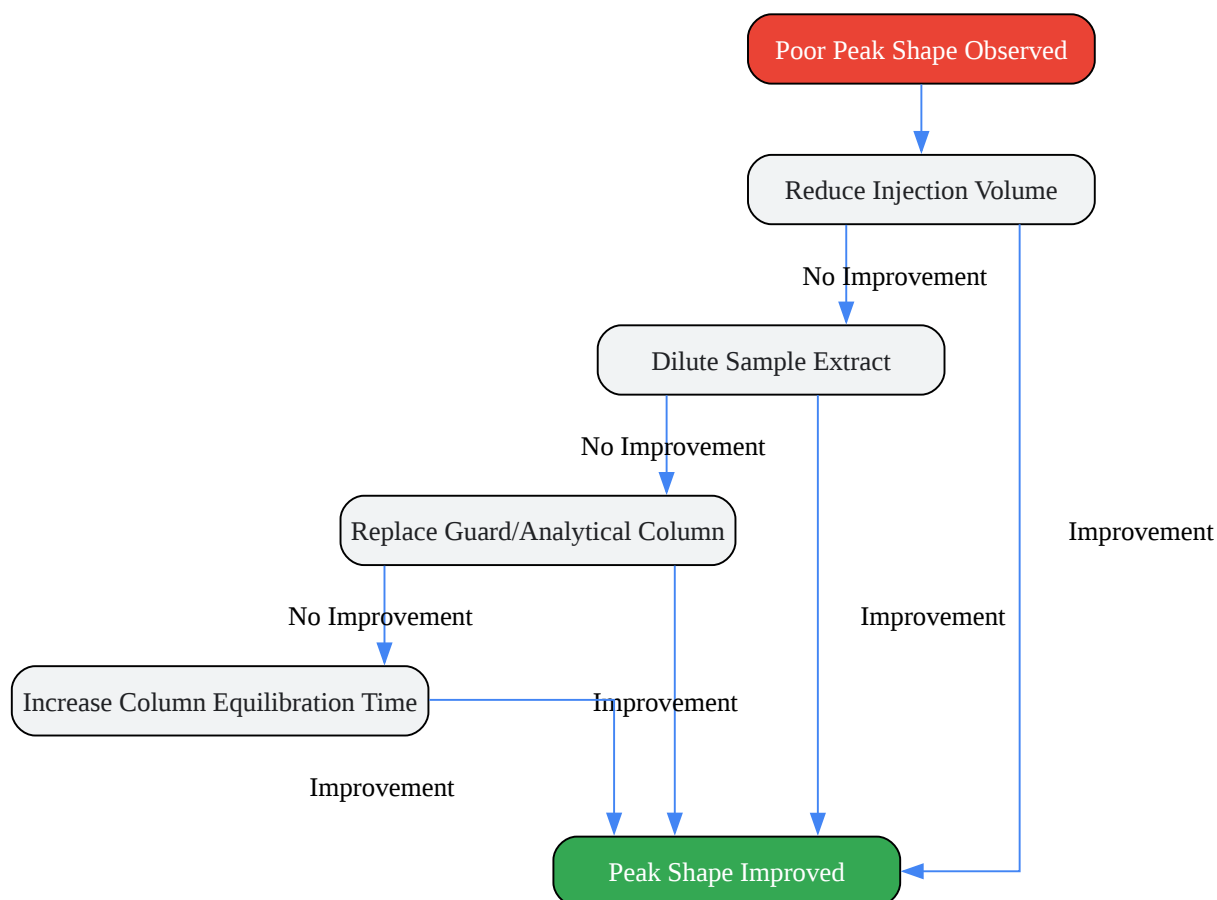 Poor Peak Shape Observed
Reduce Injection Volume
No Improvement
Dilute Sample Extract
No Improvement
Replace Guard/Analytical Column
Improvement
No Improvement
Improvement
Increase Column Equilibration Time
Improvement
Improvement
Peak Shape Improved